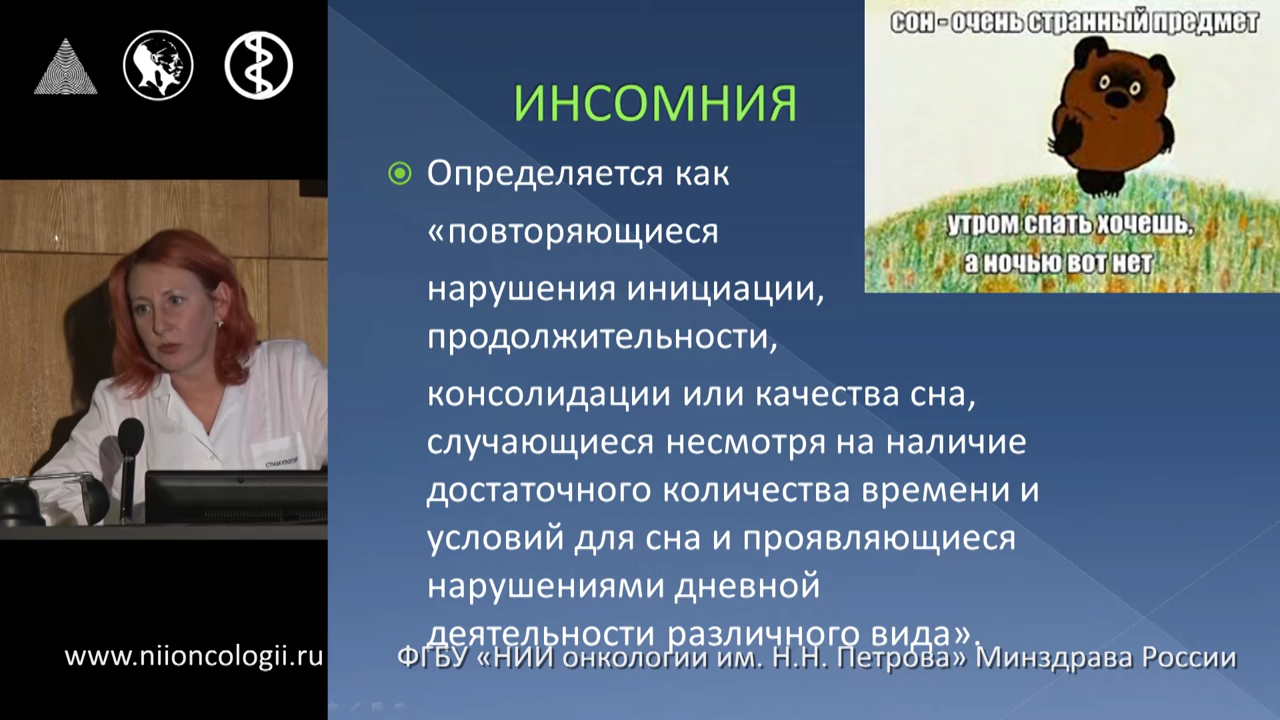 ИНСОМНИЯ
Определяется как
«повторяющиеся
нарушения инициации,
продолжительности,
консолидации или качества сна,
случающиеся несмотря на наличие
достаточного количества времени и
условий для сна и проявляющиеся
нарушениями дневной
деятельности различного вида».
сон - очень странный предмет
утром спать хочешь,
а ночью вот нет
www.niioncologii.ru
ФГБУ «НИИ онкологии им. Н.Н. Петрова» Минздрава России